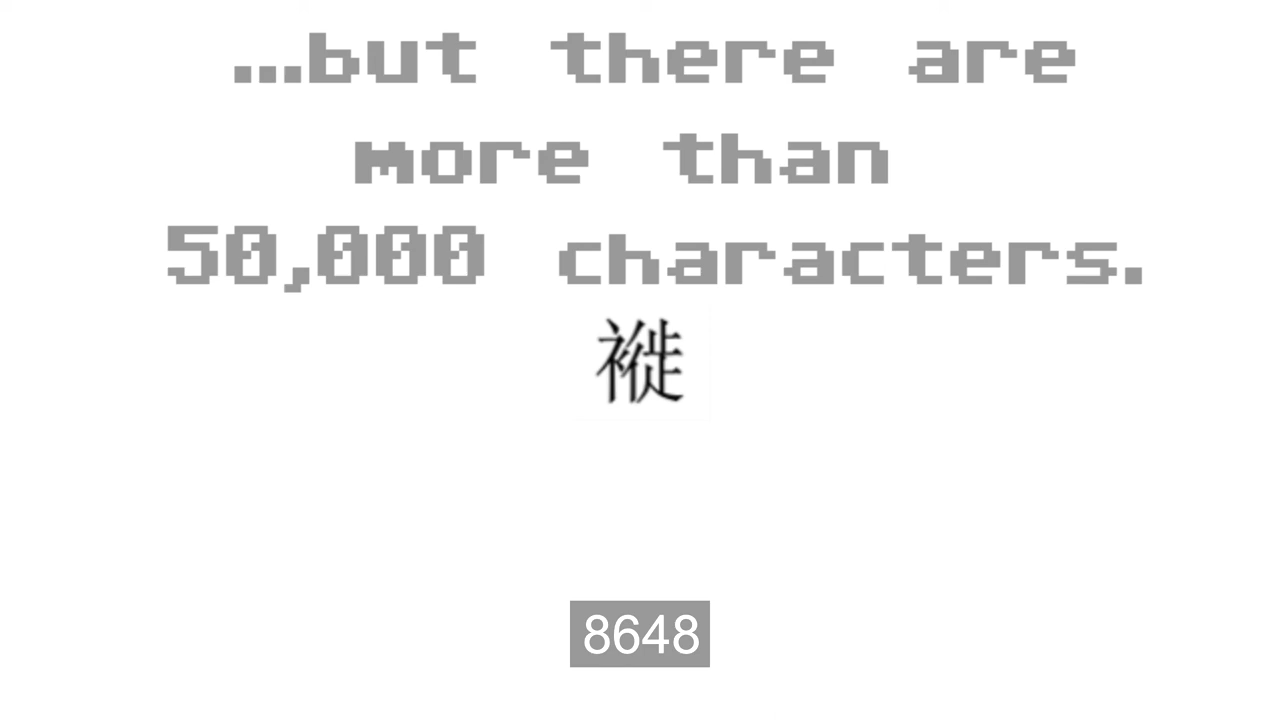 ...but there are
more than
50,000 characters.
褷
8648